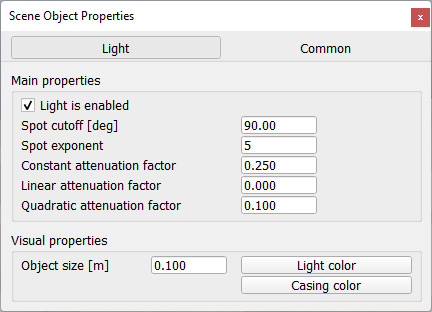 Scene Object Properties
x
Light Common
Main properties
Light is enabled
Spot cutoff [deg] 90.00
Spot exponent 5
Constant attenuation factor 0.250
Linear attenuation factor 0.000
Quadratic attenuation factor 0.100
Visual properties
Object size [m] 0.100 Light color
Casing color